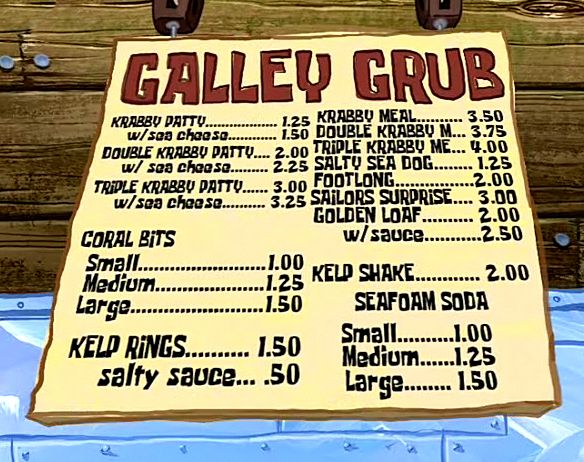 GALLEY GRUB
KRABBY PATTY.................. 1.25
w/sea cheese............ 1.50
DOUBLE KRABBY PATTY.... 2.00
w/ sea cheese........... 2.25
TRIPLE KRABBY PATTY...... 3.00
w/sea cheese.......... 3.25
CORAL BITS
Small..................1.00
Medium.................1.25
Large..................1.50
KELP RINGS.......... 1.50
salty sauce... .50
KRABBY MEAL.......... 3.50
DOUBLE KRABBY M... 3.75
TRIPLE KRABBY ME... 4.00
SALTY SEA DOG..........1.25
FOOTLONG..................2.00
SAILORS SURPRISE.... 3.00
GOLDEN LOAF........... 2.00
w/sauce............2.50
KELP SHAKE............ 2.00
SEAFOAM SODA
Small.......1.00
Medium......1.25
Large........ 1.50